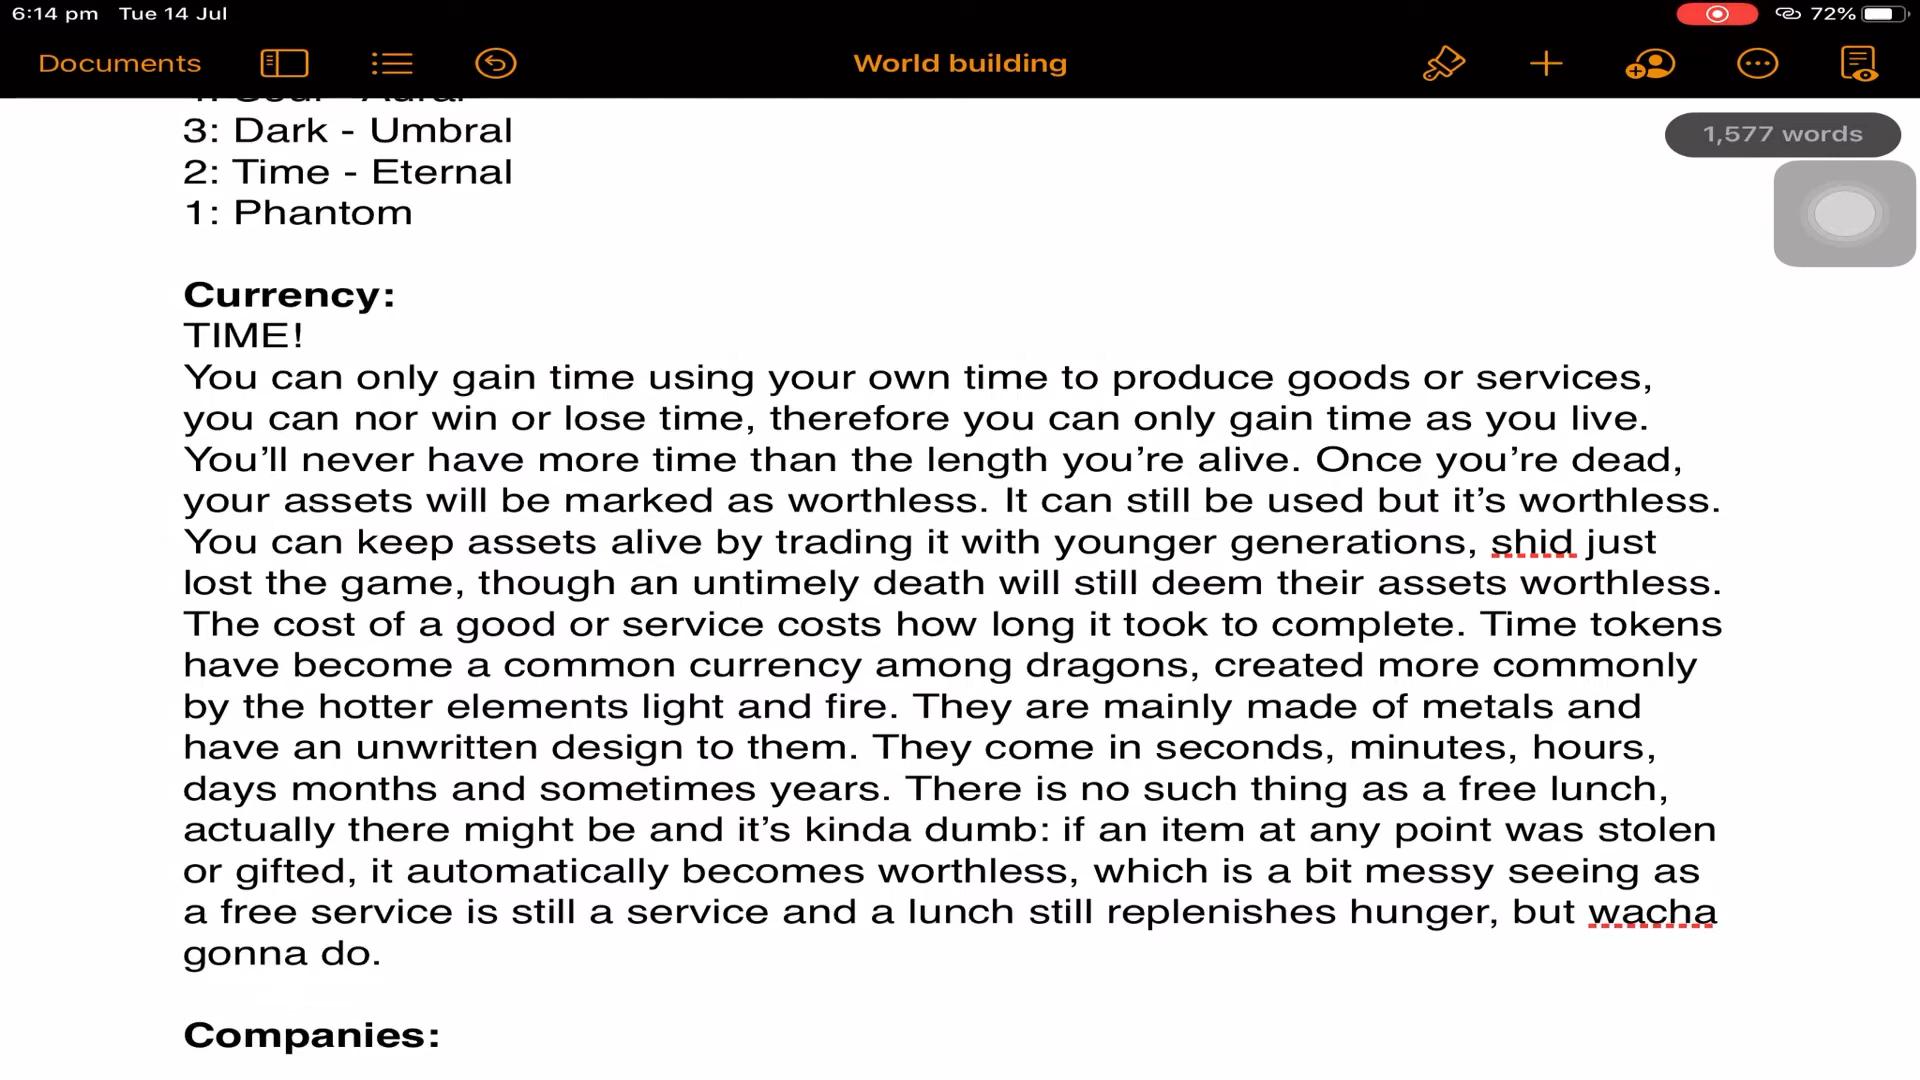 6:14 pm Tue 14 Jul
72%
Documents
World building
1,577 words
3: Dark - Umbral
2: Time - Eternal
1: Phantom
Currency:
TIME!
You can only gain time using your own time to produce goods or services,
you can nor win or lose time, therefore you can only gain time as you live.
You’ll never have more time than the length you’re alive. Once you’re dead,
your assets will be marked as worthless. It can still be used but it’s worthless.
You can keep assets alive by trading it with younger generations, shid just
lost the game, though an untimely death will still deem their assets worthless.
The cost of a good or service costs how long it took to complete. Time tokens
have become a common currency among dragons, created more commonly
by the hotter elements light and fire. They are mainly made of metals and
have an unwritten design to them. They come in seconds, minutes, hours,
days months and sometimes years. There is no such thing as a free lunch,
actually there might be and it’s kinda dumb: if an item at any point was stolen
or gifted, it automatically becomes worthless, which is a bit messy seeing as
a free service is still a service and a lunch still replenishes hunger, but wacha
gonna do.
Companies: